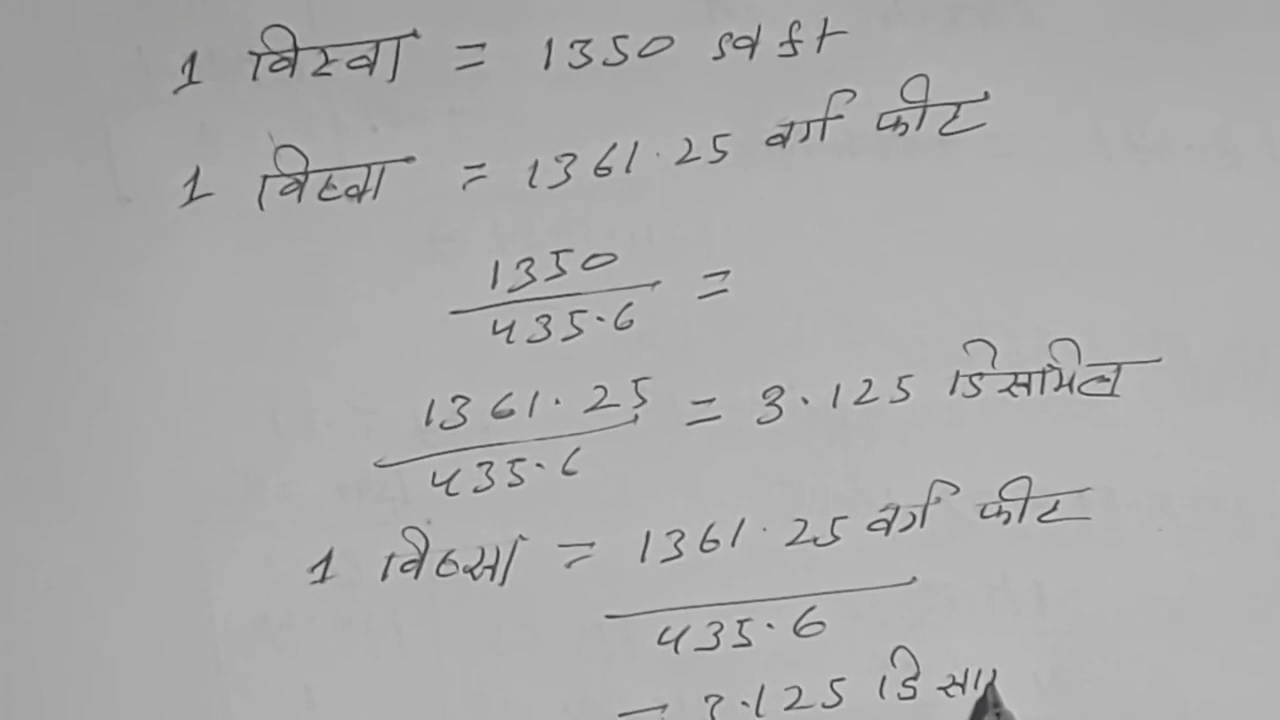 1 विस्वा = 1350 sq ft
1 विस्वा = 1361.25 वर्ग फीट
1350 / 435.6 =
1361.25 / 435.6 = 3.125 डिसमिल
1 = 1361.25 वर्ग फीट
435.6
= 3.125